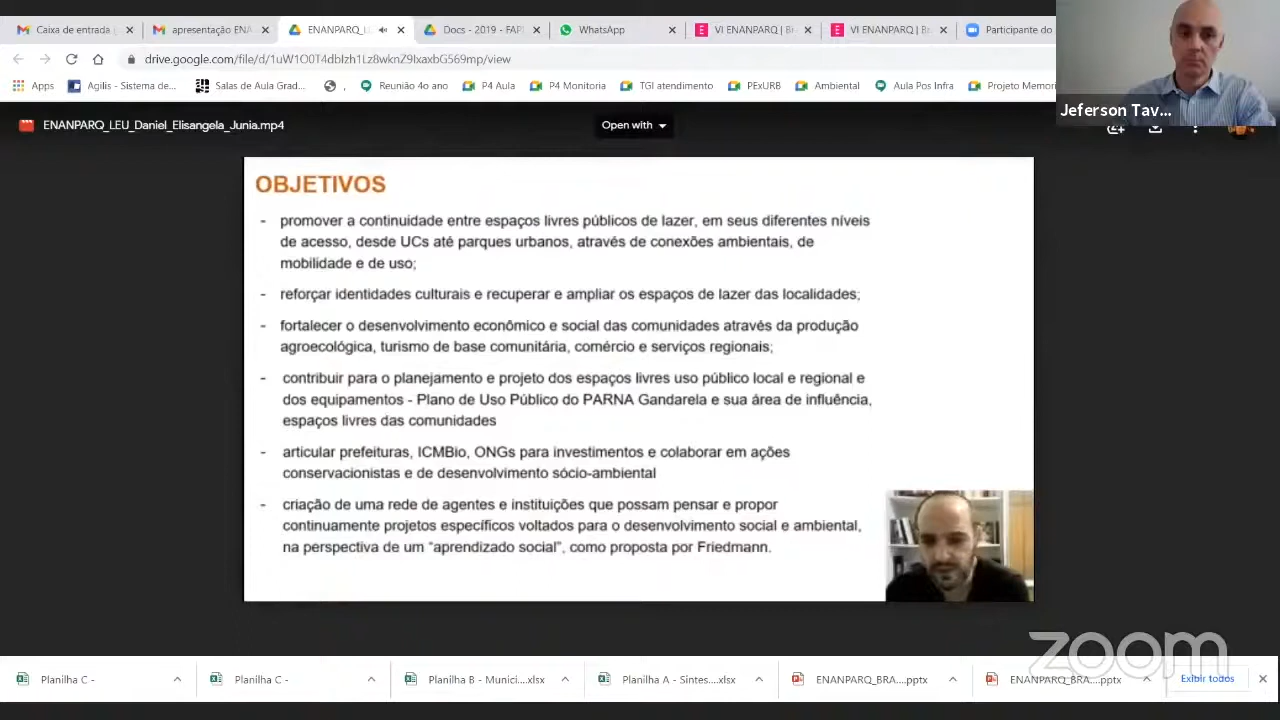 Caixa de entrada
apresentação ENA
ENANPARQ_L
Docs - 2019 - FAP
WhatsApp
VI ENANPARQ | B
VI ENANPARQ | B
Participante do
drive.google.com/file/d/1uW1O0T4dbIzh1Lz8wknZ9IxaxbG569mp/view
Apps
Agilis - Sistema de...
Salas de Aula Grad...
Reunião 4o ano
P4 Aula
P4 Monitoria
TGI atendimento
PExURB
Ambiental
Aula Pos Infra
Projeto Memor
Jeferson Tav...
ENANPARQ_LEU_Daniel_Elisangela_Junia.mp4
Open with
OBJETIVOS
- promover a continuidade entre espaços livres públicos de lazer, em seus diferentes níveis
de acesso, desde UCs até parques urbanos, através de conexões ambientais, de
mobilidade e de uso;
- reforçar identidades culturais e recuperar e ampliar os espaços de lazer das localidades;
- fortalecer o desenvolvimento econômico e social das comunidades através da produção
agroecológica, turismo de base comunitária, comércio e serviços regionais;
- contribuir para o planejamento e projeto dos espaços livres uso público local e regional e
dos equipamentos - Plano de Uso Público do PARNA Gandarela e sua área de influência,
espaços livres das comunidades
- articular prefeituras, ICMBio, ONGs para investimentos e colaborar em ações
conservacionistas e de desenvolvimento sócio-ambiental
- criação de uma rede de agentes e instituições que possam pensar e propor
continuamente projetos específicos voltados para o desenvolvimento social e ambiental,
na perspectiva de um “aprendizado social”, como proposta por Friedmann.
zoom
Planilha C -
Planilha C -
Planilha B - Munici....xlsx
Planilha A - Sintes....xlsx
ENANPARQ_BRA....pptx
ENANPARQ_BRA....pptx
Exibir todos